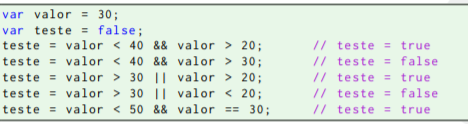 var valor = 30;
var teste = false;
teste = valor < 40 && valor > 20; // teste = true
teste = valor < 40 && valor > 30; // teste = false
teste = valor > 30 || valor > 20; // teste = true
teste = valor > 30 || valor < 20; // teste = false
teste = valor < 50 && valor == 30; // teste = true